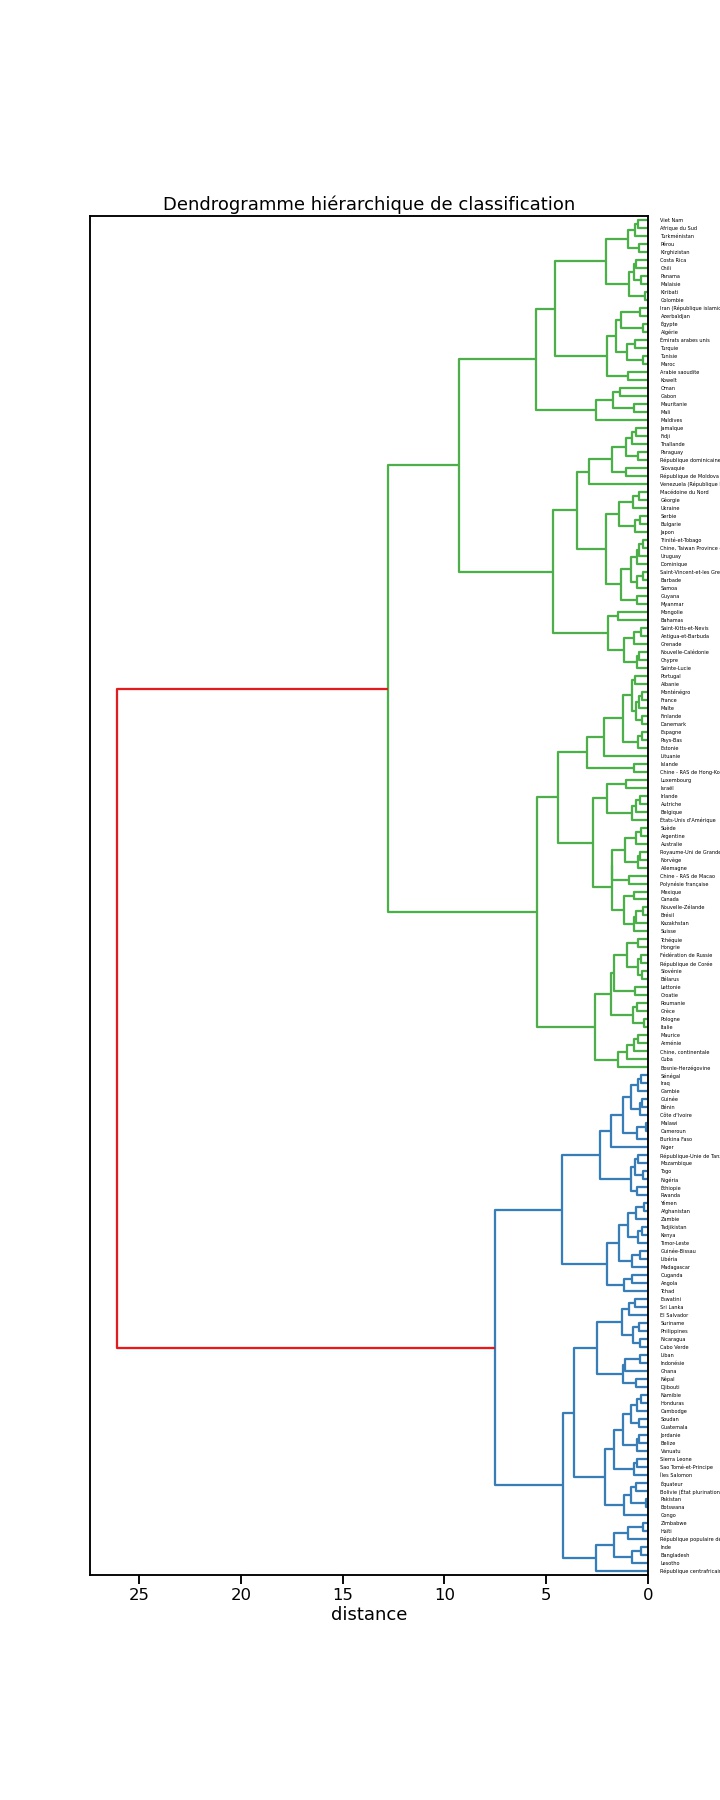 Dendrogramme hiérarchique de classification
Viet Nam
Afrique du Sud
Turkménistan
Pérou
Kirghizistan
Costa Rica
Chili
Panama
Malaisie
Kiribati
Colombie
Iran (République islamic
Azerbaïdjan
Égypte
Algérie
Émirats arabes unis
Turquie
Tunisie
Maroc
Arabie saoudite
Koweït
Oman
Gabon
Mauritanie
Mali
Maldives
Jamaïque
Fidji
Thaïlande
Paraguay
République dominicaine
Slovaquie
République de Moldova
Venezuela (République
Macédoine du Nord
Géorgie
Ukraine
Serbie
Bulgarie
Japon
Trinité-et-Tobago
Chine, Taiwan Province
Uruguay
Dominique
Saint-Vincent-et-les Gre
Barbade
Samoa
Guyana
Myanmar
Mongolie
Bahamas
Saint-Kitts-et-Nevis
Antigua-et-Barbuda
Grenade
Nouvelle-Calédonie
Chypre
Sainte-Lucie
Portugal
Albanie
Monténégro
France
Malte
Finlande
Danemark
Espagne
Pays-Bas
Estonie
Lituanie
Islande
Chine - RAS de Hong-Ko
Luxembourg
Israël
Irlande
Autriche
Belgique
États-Unis d'Amérique
Suède
Argentine
Australie
Royaume-Uni de Grande
Norvège
Allemagne
Chine - RAS de Macao
Polynésie française
Mexique
Canada
Nouvelle-Zélande
Brésil
Kazakhstan
Suisse
Tchéquie
Hongrie
Fédération de Russie
République de Corée
Slovénie
Bélarus
Lettonie
Croatie
Roumanie
Grèce
Pologne
Italie
Maurice
Arménie
Chine, continentale
Cuba
Bosnie-Herzégovine
Sénégal
Iraq
Gambie
Guinée
Bénin
Côte d'Ivoire
Malawi
Cameroun
Burkina Faso
Niger
République-Unie de Tan
Mozambique
Togo
Nigéria
Éthiopie
Rwanda
Yémen
Afghanistan
Zambie
Tadjikistan
Kenya
Timor-Leste
Guinée-Bissau
Libéria
Madagascar
Ouganda
Angola
Tchad
Eswatini
Sri Lanka
El Salvador
Suriname
Philippines
Nicaragua
Cabo Verde
Liban
Indonésie
Ghana
Népal
Djibouti
Namibie
Honduras
Cambodge
Soudan
Guatemala
Jordanie
Belize
Vanuatu
Sierra Leone
Sao Tomé-et-Principe
Îles Salomon
Équateur
Bolivie (État plurination
Pakistan
Botswana
Congo
Zimbabwe
Haïti
République populaire de
Inde
Bangladesh
Lesotho
République centrafricai
25 20 15 10 5 0
distance